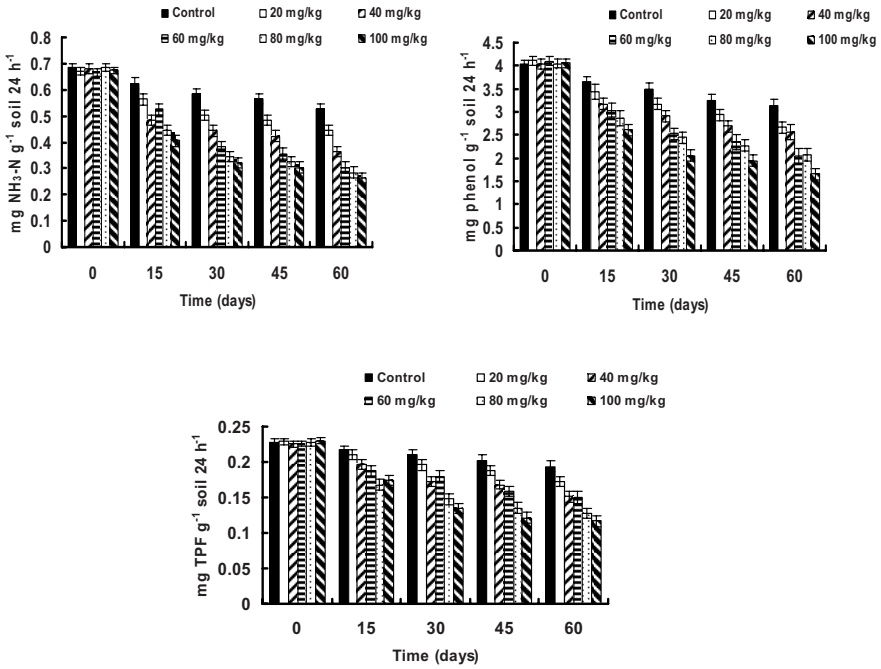 Control 20 mg/kg 40 mg/kg
60 mg/kg 80 mg/kg 100 mg/kg
mg NH₃-N g⁻¹ soil 24 h⁻¹
0.8
0.7
0.6
0.5
0.4
0.3
0.2
0.1
0
0 15 30 45 60
Time (days)
Control 20 mg/kg 40 mg/kg
60 mg/kg 80 mg/kg 100 mg/kg
mg phenol g⁻¹ soil 24 h⁻¹
4.5
4
3.5
3
2.5
2
1.5
1
0.5
0
0 15 30 45 60
Time (days)
Control 20 mg/kg 40 mg/kg
60 mg/kg 80 mg/kg 100 mg/kg
mg TPF g⁻¹ soil 24 h⁻¹
0.25
0.2
0.15
0.1
0.05
0
0 15 30 45 60
Time (days)